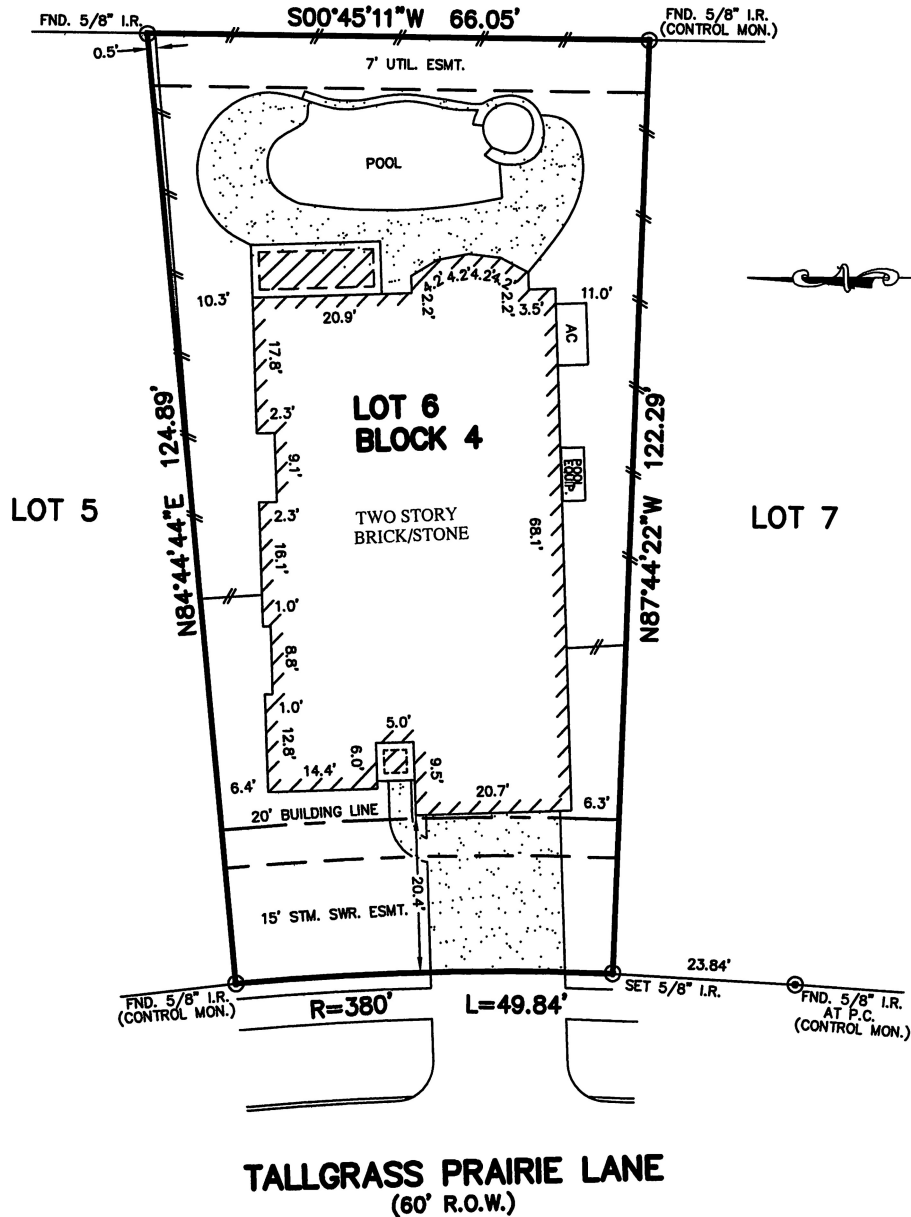 S00°45'11"W 66.05'
FND. 5/8" I.R.
FND. 5/8" I.R.
(CONTROL MON.)
0.5'
7' UTIL. ESMT.
POOL
10.3'
20.9'
4.2'
4.2'
4.2'
4.2'
2.2'
2.2'
3.5'
11.0'
AC
17.8'
2.3'
LOT 6
BLOCK 4
9.1'
POOL
EQUIP.
N84°44'44"E 124.89'
N87°44'22"W 122.29'
LOT 5
LOT 7
2.3'
TWO STORY
BRICK/STONE
68.1'
16.1'
1.0'
8.8'
1.0'
12.8'
5.0'
6.0'
9.5'
14.4'
20.7'
6.4'
6.3'
20' BUILDING LINE
20.4'
15' STM. SWR. ESMT.
23.84'
FND. 5/8" I.R.
(CONTROL MON.)
R=380'
L=49.84'
SET 5/8" I.R.
FND. 5/8" I.R.
AT P.C.
(CONTROL MON.)
TALLGRASS PRAIRIE LANE
(60' R.O.W.)